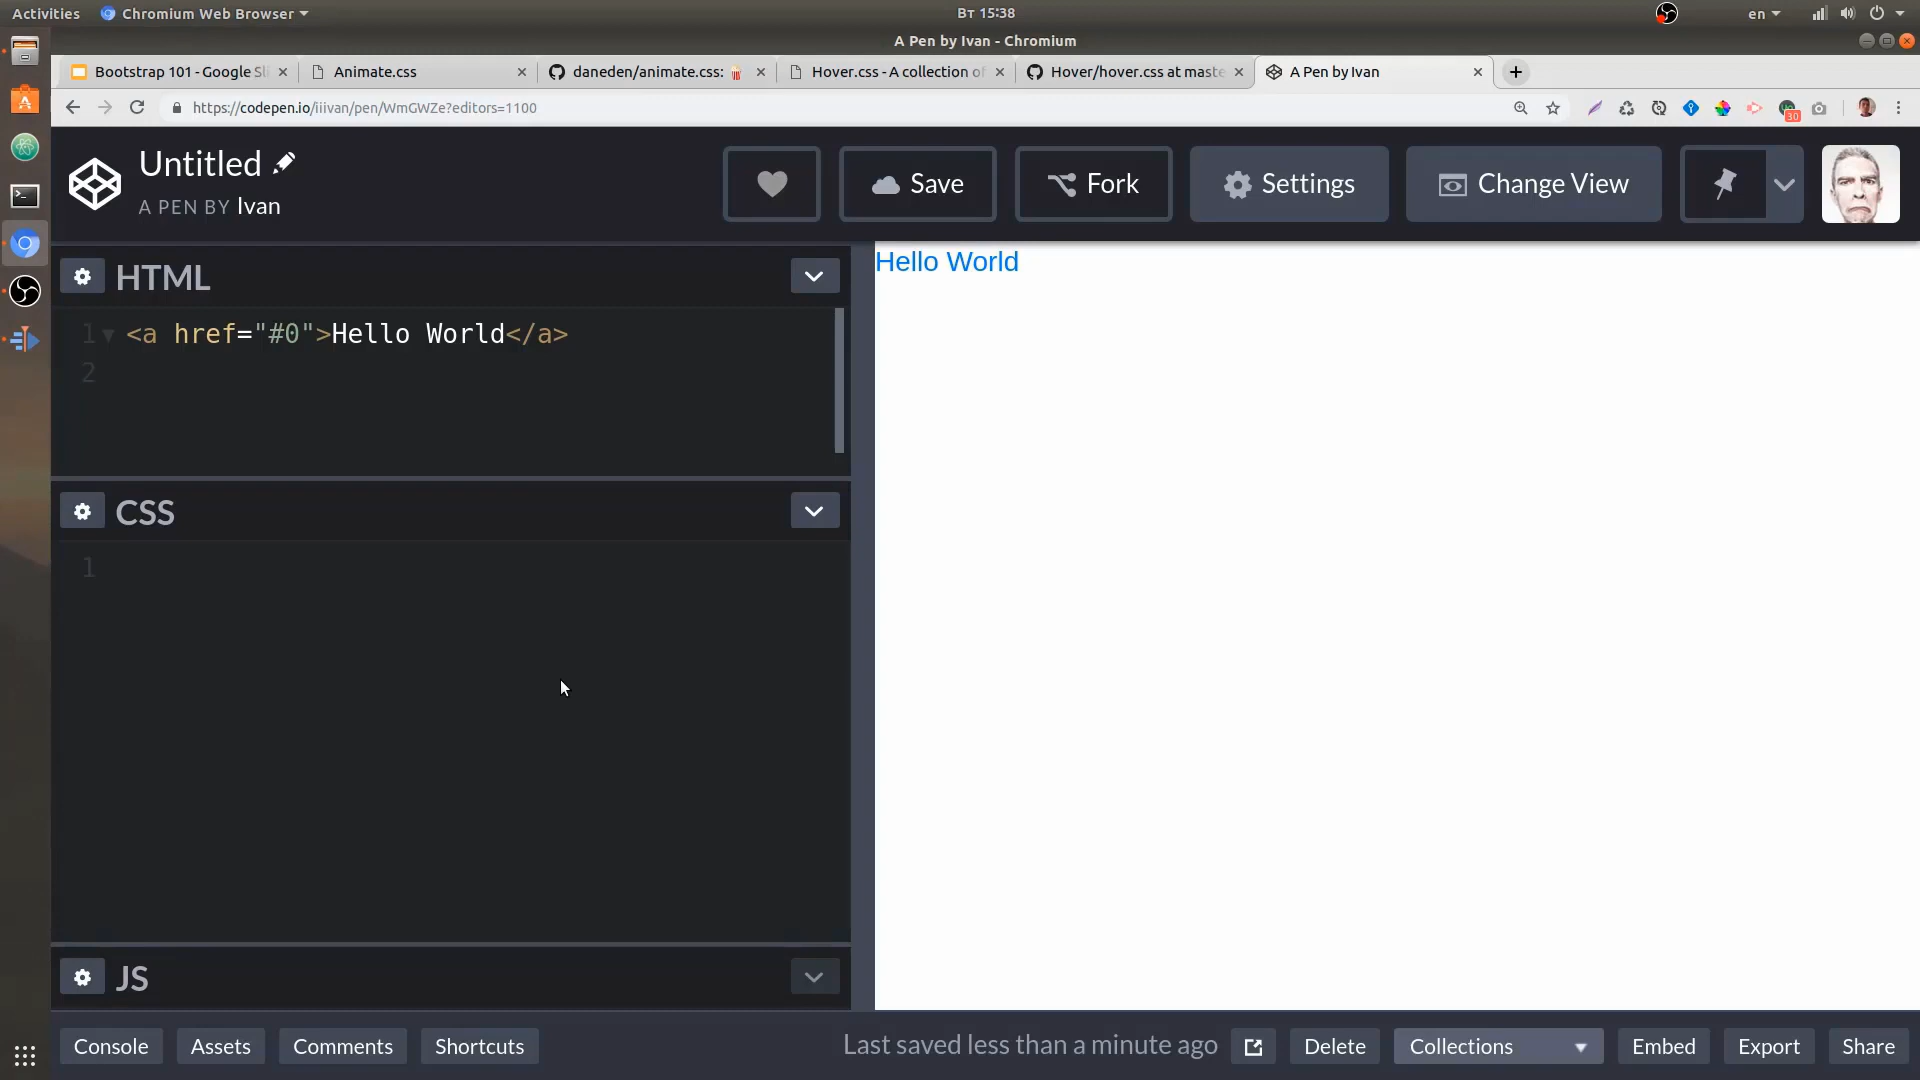 Activities
Chromium Web Browser
Вт 15:38
en
A Pen by Ivan - Chromium
Bootstrap 101 - Google Sli
Animate.css
daneden/animate.css: 🍿
Hover.css - A collection of
Hover/hover.css at maste
A Pen by Ivan
https://codepen.io/iiivan/pen/WmGWZe?editors=1100
30
Untitled
A PEN BY Ivan
Save
Fork
Settings
Change View
HTML
1 <a href="#0">Hello World</a>
2
Hello World
CSS
1
JS
Console
Assets
Comments
Shortcuts
Last saved less than a minute ago
Delete
Collections
Embed
Export
Share